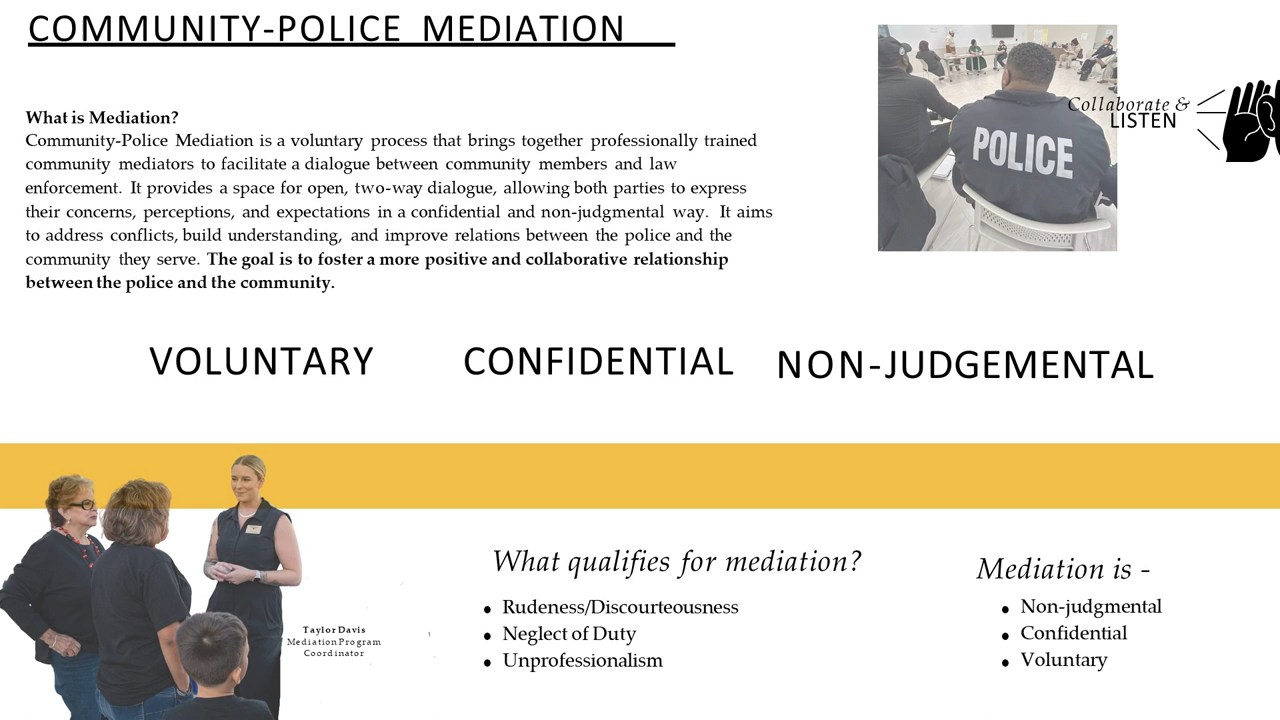 COMMUNITY-POLICE MEDIATION
What is Mediation?
Community-Police Mediation is a voluntary process that brings together professionally trained
community mediators to facilitate a dialogue between community members and law
enforcement. It provides a space for open, two-way dialogue, allowing both parties to express
their concerns, perceptions, and expectations in a confidential and non-judgmental way. It aims
to address conflicts, build understanding, and improve relations between the police and the
community they serve. The goal is to foster a more positive and collaborative relationship
between the police and the community.
POLICE
Collaborate &
LISTEN
VOLUNTARY
CONFIDENTIAL
NON-JUDGEMENTAL
Taylor Davis
Mediation Program
Coordinator
What qualifies for mediation?
• Rudeness/Discourteousness
• Neglect of Duty
• Unprofessionalism
Mediation is -
• Non-judgmental
• Confidential
• Voluntary